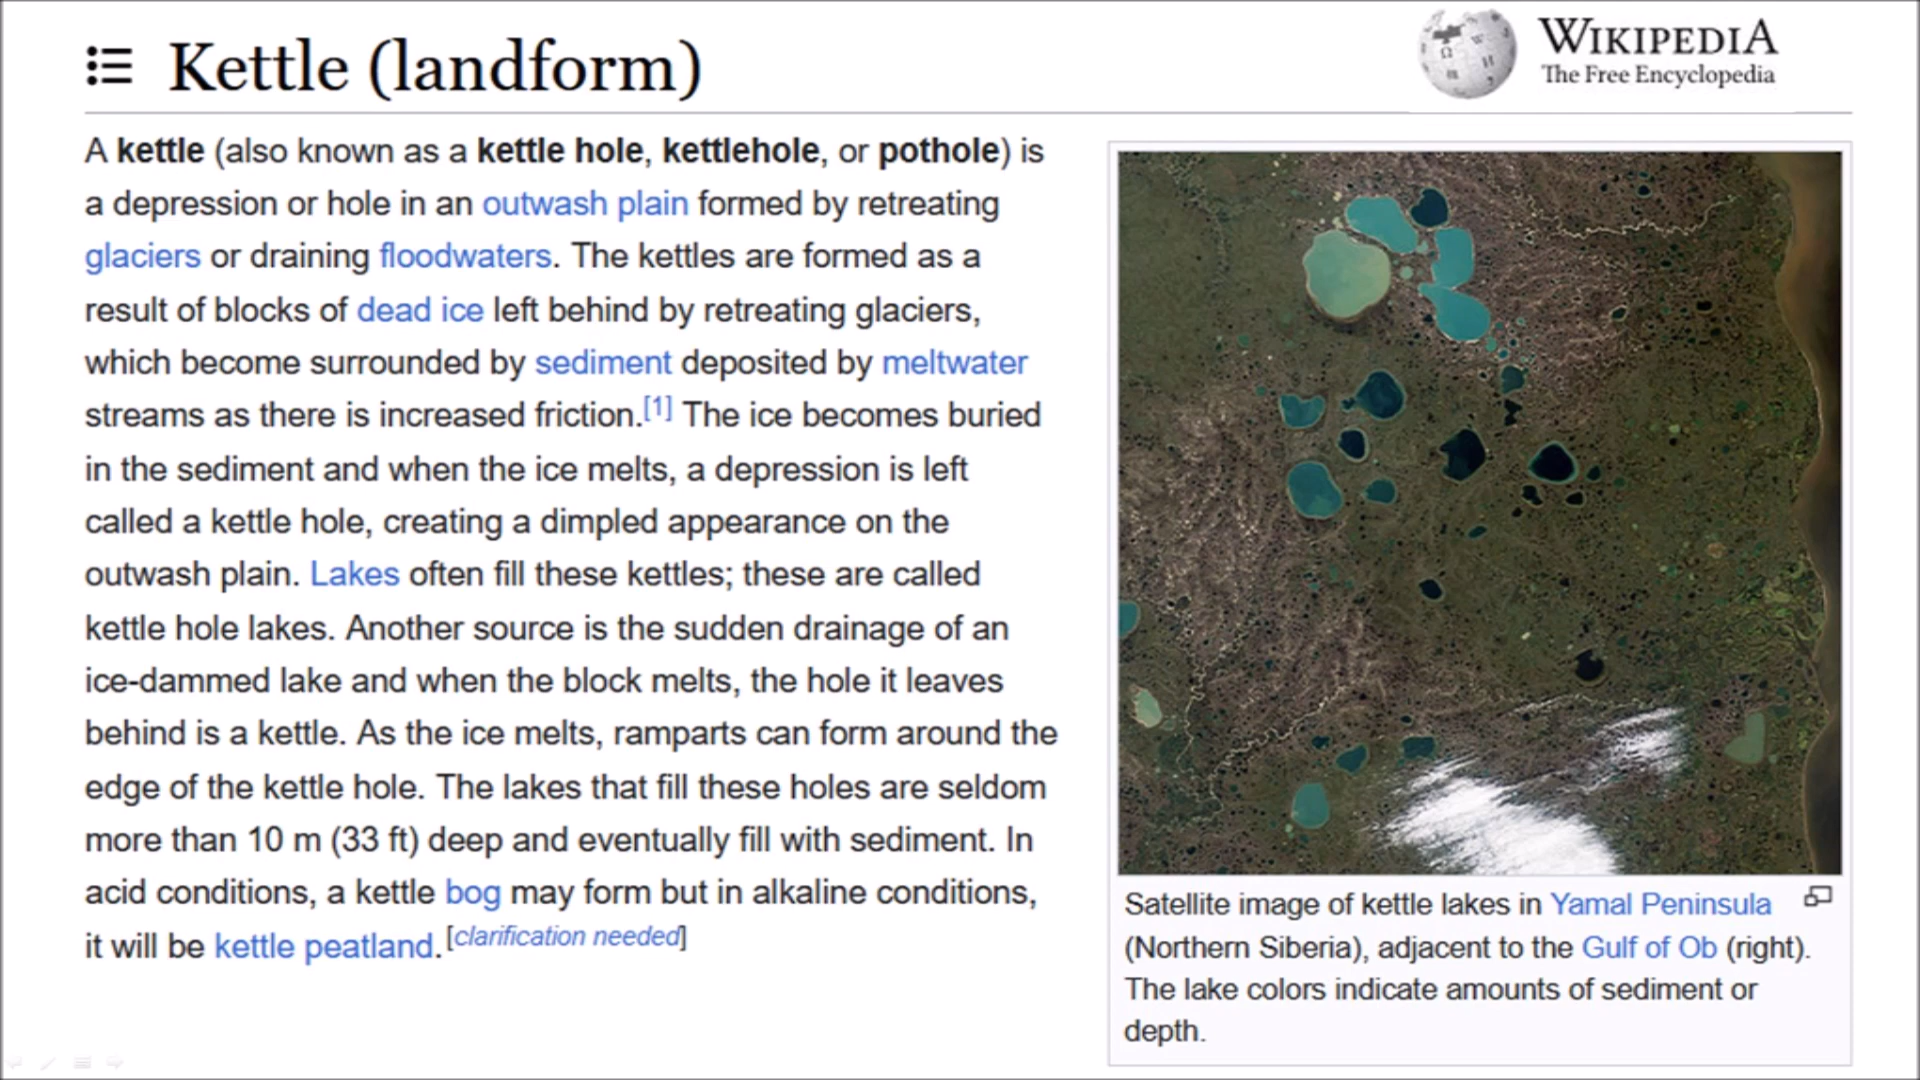 Kettle (landform)
WIKIPEDIA
The Free Encyclopedia
A kettle (also known as a kettle hole, kettlehole, or pothole) is
a depression or hole in an outwash plain formed by retreating
glaciers or draining floodwaters. The kettles are formed as a
result of blocks of dead ice left behind by retreating glaciers,
which become surrounded by sediment deposited by meltwater
streams as there is increased friction.[1] The ice becomes buried
in the sediment and when the ice melts, a depression is left
called a kettle hole, creating a dimpled appearance on the
outwash plain. Lakes often fill these kettles; these are called
kettle hole lakes. Another source is the sudden drainage of an
ice-dammed lake and when the block melts, the hole it leaves
behind is a kettle. As the ice melts, ramparts can form around the
edge of the kettle hole. The lakes that fill these holes are seldom
more than 10 m (33 ft) deep and eventually fill with sediment. In
acid conditions, a kettle bog may form but in alkaline conditions,
it will be kettle peatland.[clarification needed]
Satellite image of kettle lakes in Yamal Peninsula
(Northern Siberia), adjacent to the Gulf of Ob (right).
The lake colors indicate amounts of sediment or
depth.